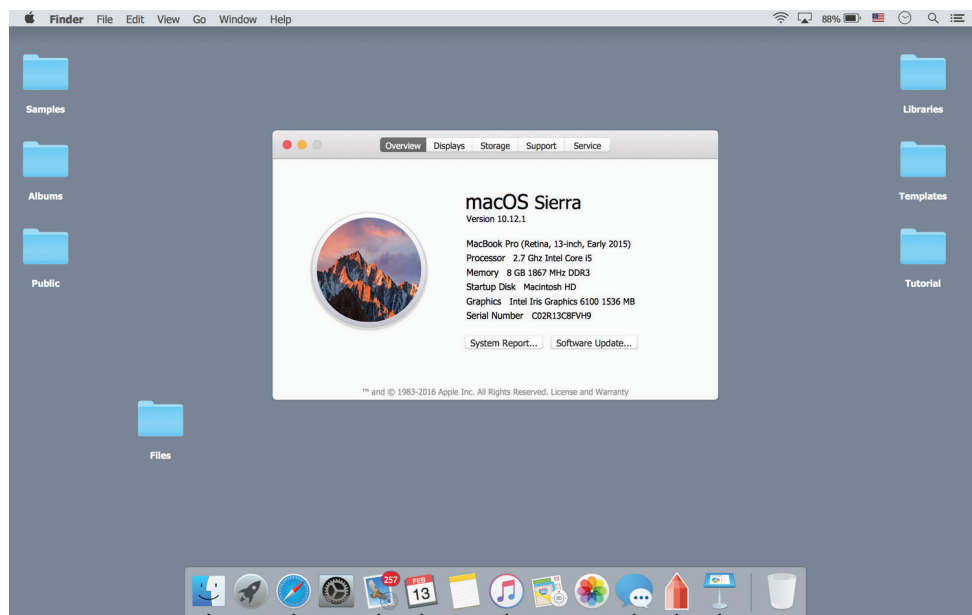 Finder File Edit View Go Window Help 88%
Samples
Libraries
Overview Displays Storage Support Service
Albums
Templates
macOS Sierra
Version 10.12.1
MacBook Pro (Retina, 13-inch, Early 2015)
Processor 2.7 Ghz Intel Core i5
Memory 8 GB 1867 MHz DDR3
Startup Disk Macintosh HD
Graphics Intel Iris Graphics 6100 1536 MB
Serial Number C02R13C8FVH9
Public
Tutorial
System Report... Software Update...
™ and © 1983-2016 Apple Inc. All Rights Reserved. License and Warranty
Files
257
FEB
13